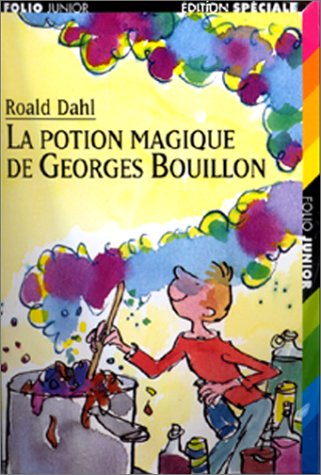 FOLIO JUNIOR
ÉDITION SPÉCIALE
Roald Dahl
LA POTION MAGIQUE
DE GEORGES BOUILLON
FOLIO JUNIOR